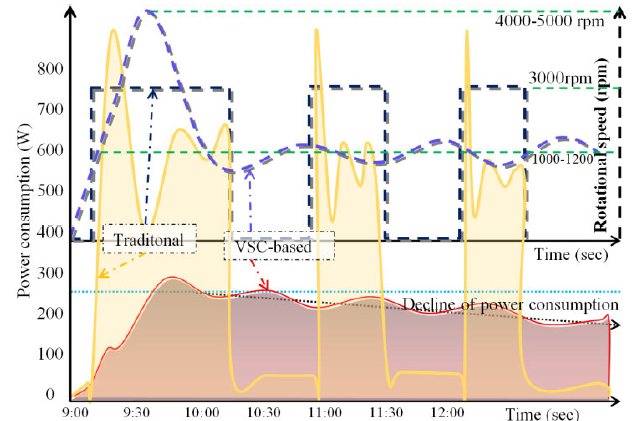 4000-5000 rpm
800
3000rpm
700
600
1000-1200
500
400
300
200
100
0
Power consumption (W)
Rotational speed (rpm)
Traditonal
VSC-based
Time (sec)
Decline of power consumption
9:00
9:30
10:00
10:30
11:00
11:30
12:00
Time (sec)